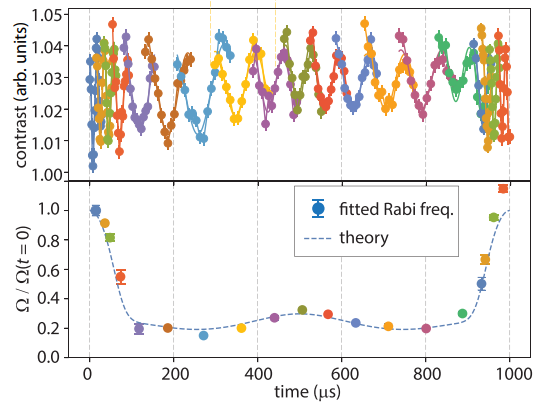 contrast (arb. units)
1.05
1.04
1.03
1.02
1.01
1.00
Ω / Ω(t = 0)
1.0
0.8
0.6
0.4
0.2
0.0
fitted Rabi freq.
theory
0 200 400 600 800 1000
time (μs)